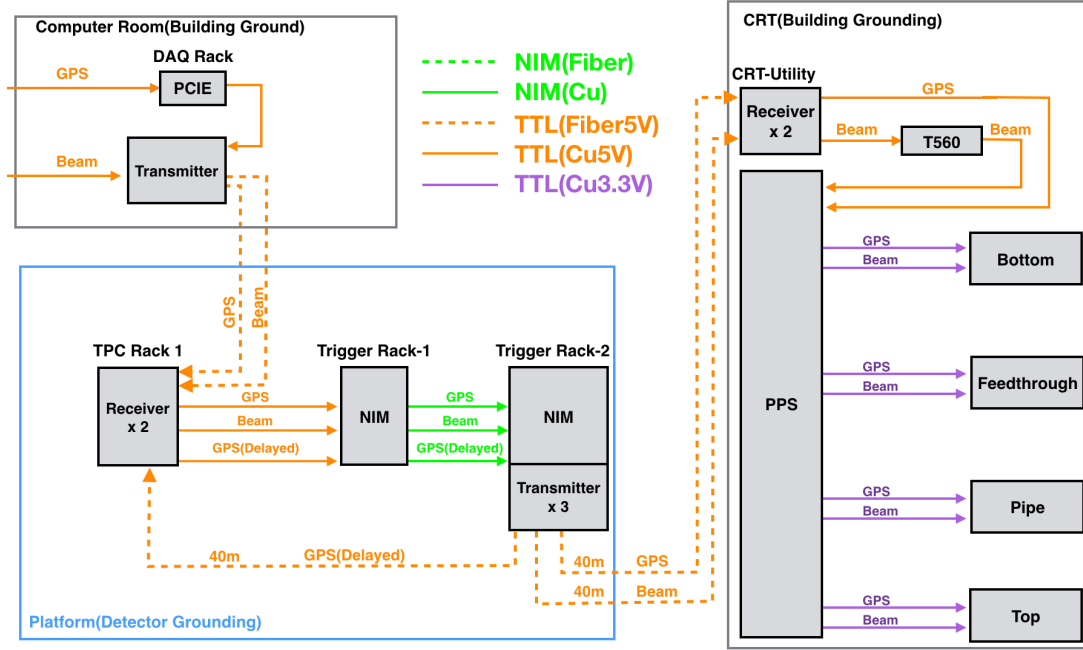 Computer Room(Building Ground)
DAQ Rack
GPS
PCIE
Beam
Transmitter
NIM(Fiber)
NIM(Cu)
TTL(Fiber5V)
TTL(Cu5V)
TTL(Cu3.3V)
CRT(Building Grounding)
CRT-Utility
Receiver
x 2
GPS
Beam
T560
Beam
PPS
GPS
Beam
Bottom
GPS
Beam
Feedthrough
GPS
Beam
Pipe
GPS
Beam
Top
GPS
Beam
TPC Rack 1
Trigger Rack-1
Trigger Rack-2
Receiver
x 2
GPS
Beam
GPS(Delayed)
NIM
GPS
Beam
GPS(Delayed)
NIM
Transmitter
x 3
40m
GPS(Delayed)
40m
GPS
40m
Beam
Platform(Detector Grounding)